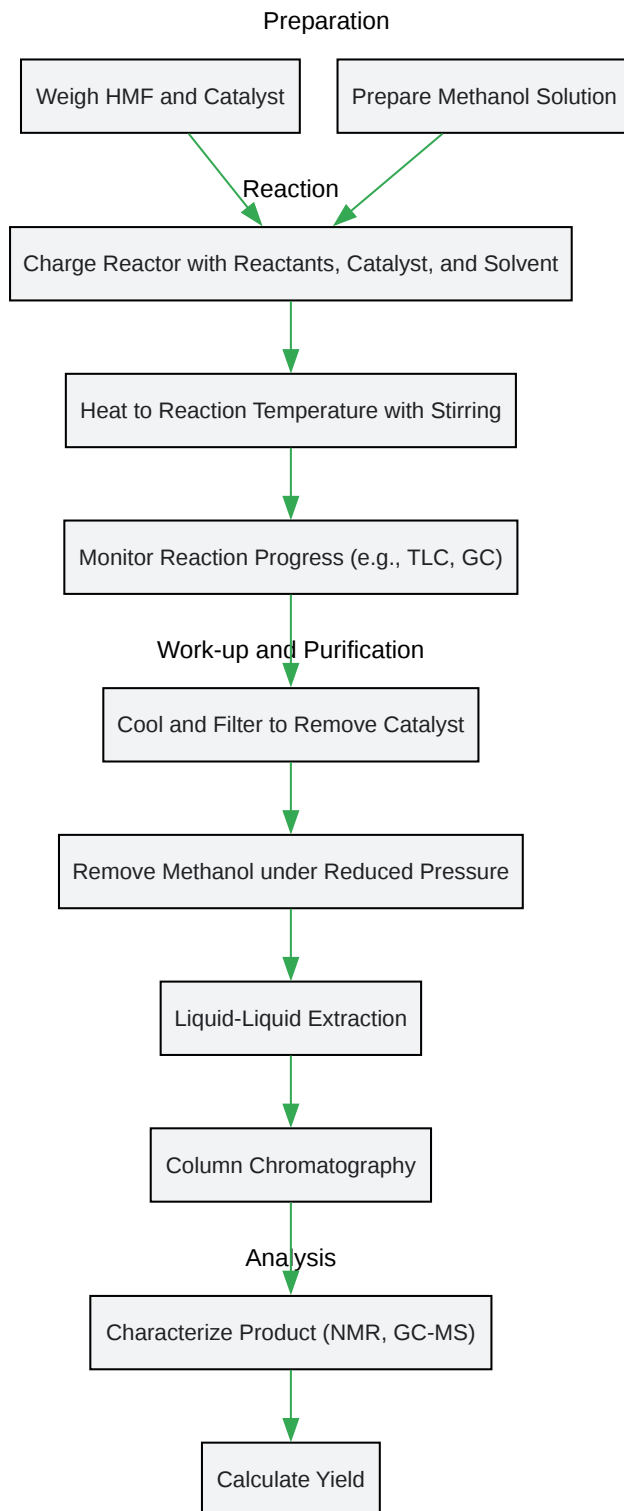 Preparation
Weigh HMF and Catalyst
Prepare Methanol Solution
Reaction
Charge Reactor with Reactants, Catalyst, and Solvent
Heat to Reaction Temperature with Stirring
Monitor Reaction Progress (e.g., TLC, GC)
Work-up and Purification
Cool and Filter to Remove Catalyst
Remove Methanol under Reduced Pressure
Liquid-Liquid Extraction
Column Chromatography
Analysis
Characterize Product (NMR, GC-MS)
Calculate Yield